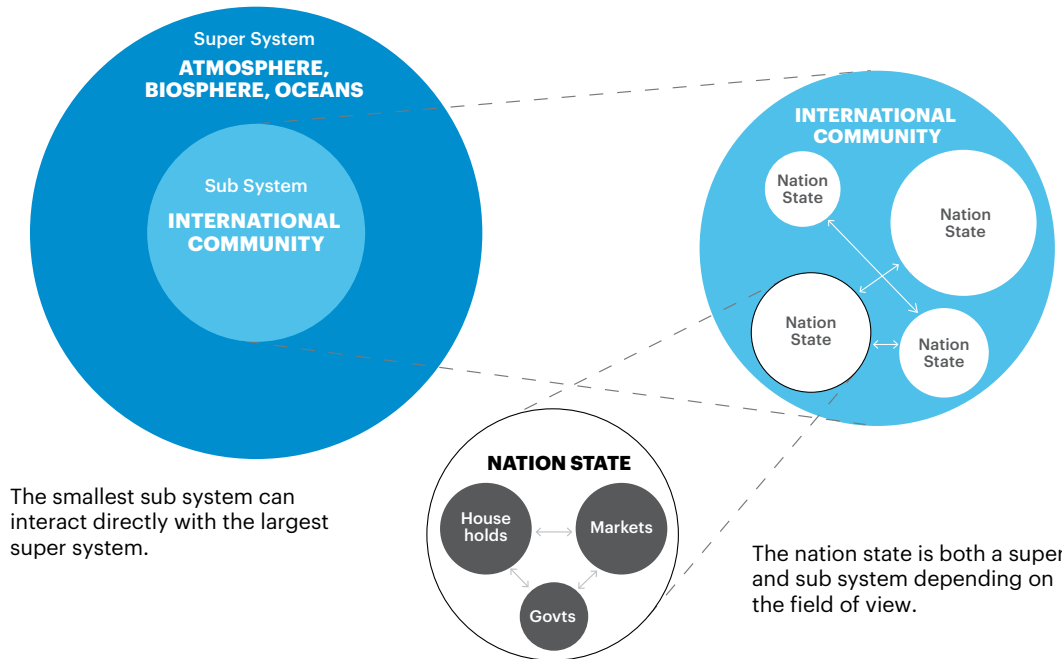 Super System
ATMOSPHERE,
BIOSPHERE, OCEANS
Sub System
INTERNATIONAL
COMMUNITY
INTERNATIONAL
COMMUNITY
Nation
State
Nation
State
Nation
State
Nation
State
NATION STATE
House
holds
Markets
Govts
The smallest sub system can
interact directly with the largest
super system.
The nation state is both a super
and sub system depending on
the field of view.